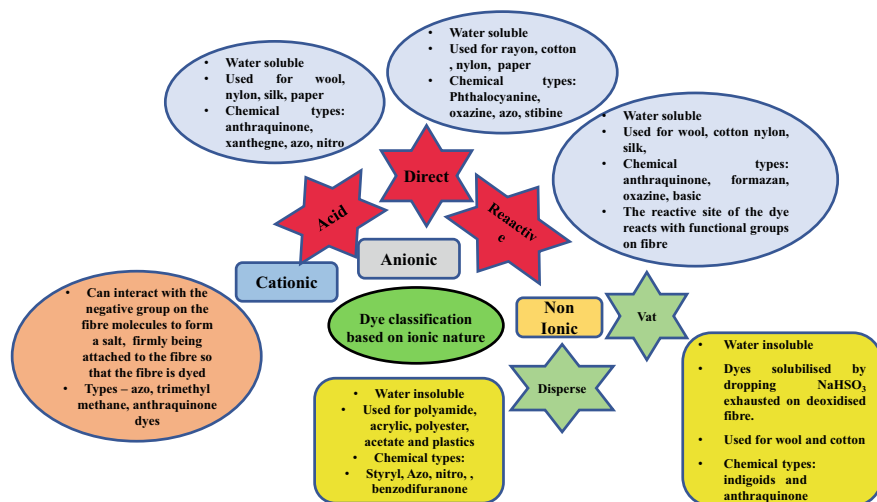 • Water soluble
• Used for wool,
nylon, silk, paper
• Chemical types:
anthraquinone,
xanthegne, azo, nitro
• Water soluble
• Used for rayon, cotton
, nylon, paper
• Chemical types:
Phthalocyanine,
oxazine, azo, stibine
• Water soluble
• Used for wool, cotton nylon,
silk,
• Chemical types:
anthraquinone, formazan,
oxazine, basic
• The reactive site of the dye
reacts with functional groups
on fibre
Acid
Direct
Reaactiv
e
Cationic
Anionic
Dye classification
based on ionic nature
Non
Ionic
Vat
Disperse
• Can interact with the
negative group on the
fibre molecules to form
a salt, firmly being
attached to the fibre so
that the fibre is dyed
• Types – azo, trimethyl
methane, anthraquinone
dyes
• Water insoluble
• Used for polyamide,
acrylic, polyester,
acetate and plastics
• Chemical types:
• Styryl, Azo, nitro, ,
benzodifuranone
• Water insoluble
• Dyes solubilised by
dropping NaHSO₃
exhausted on deoxidised
fibre.
• Used for wool and cotton
• Chemical types:
indigoids and
anthraquinone